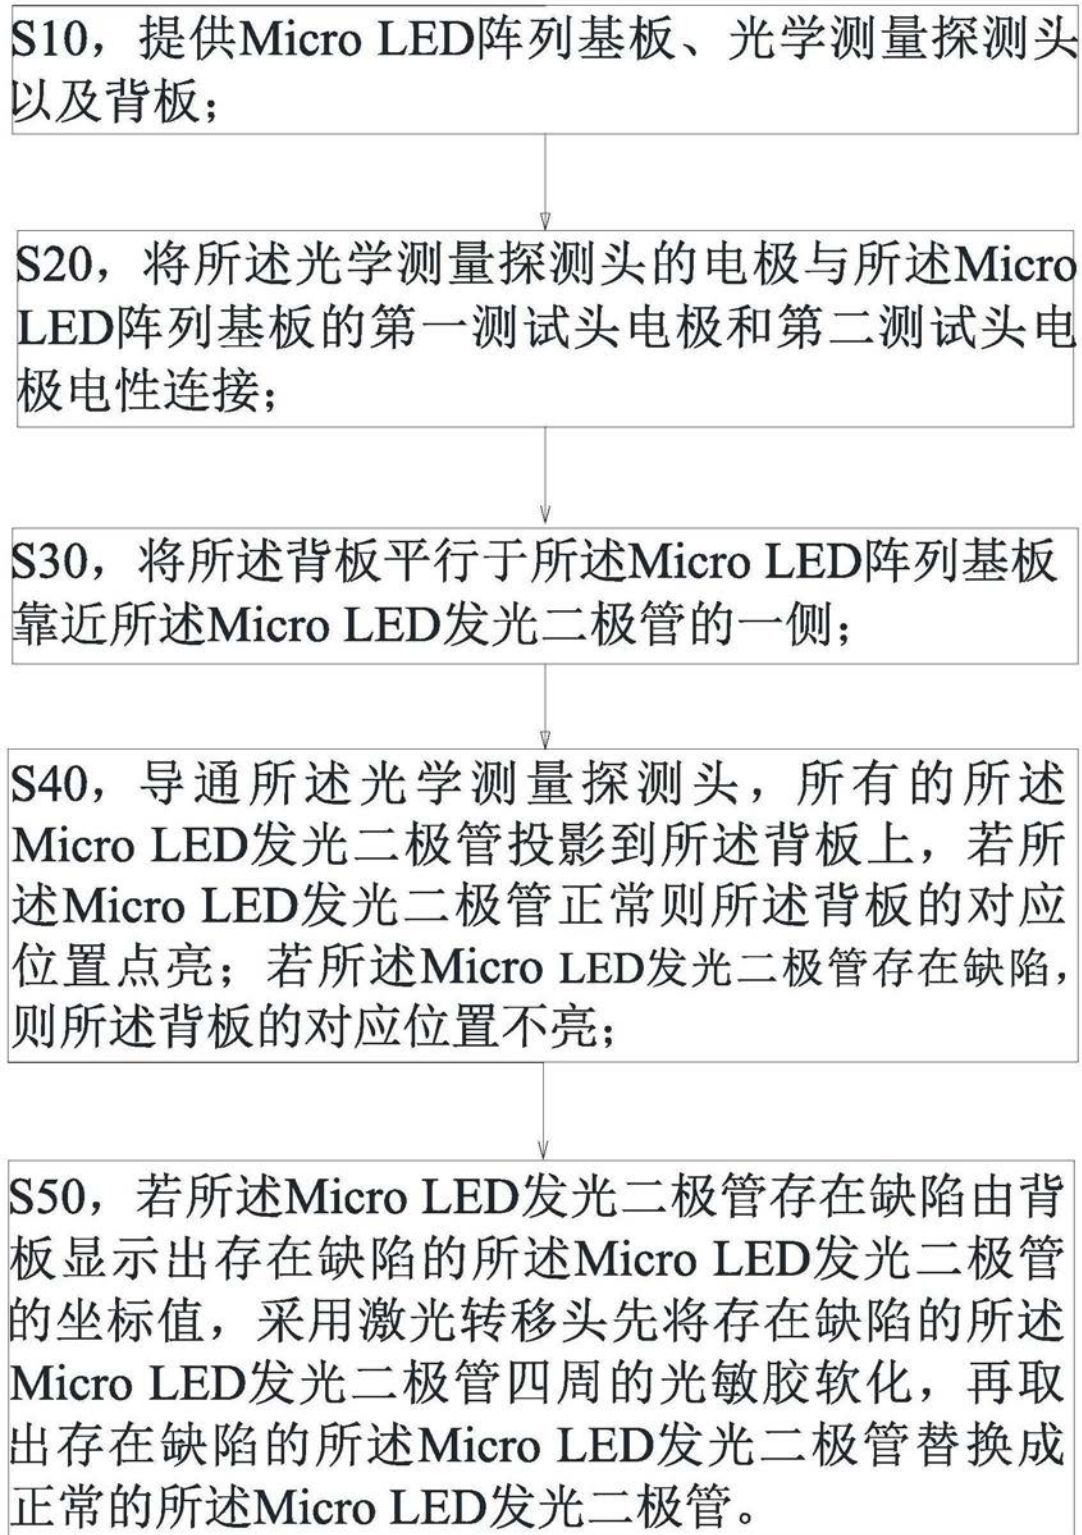 S10，提供Micro LED阵列基板、光学测量探测头
以及背板；
S20，将所述光学测量探测头的电极与所述Micro
LED阵列基板的第一测试头电极和第二测试头电
极电性连接；
S30，将所述背板平行于所述Micro LED阵列基板
靠近所述Micro LED发光二极管的一侧；
S40，导通所述光学测量探测头，所有的所述
Micro LED发光二极管投影到所述背板上，若所
述Micro LED发光二极管正常则所述背板的对应
位置点亮；若所述Micro LED发光二极管存在缺陷，
则所述背板的对应位置不亮；
S50，若所述Micro LED发光二极管存在缺陷由背
板显示出存在缺陷的所述Micro LED发光二极管
的坐标值，采用激光转移头先将存在缺陷的所述
Micro LED发光二极管四周的光敏胶软化，再取
出存在缺陷的所述Micro LED发光二极管替换成
正常的所述Micro LED发光二极管。